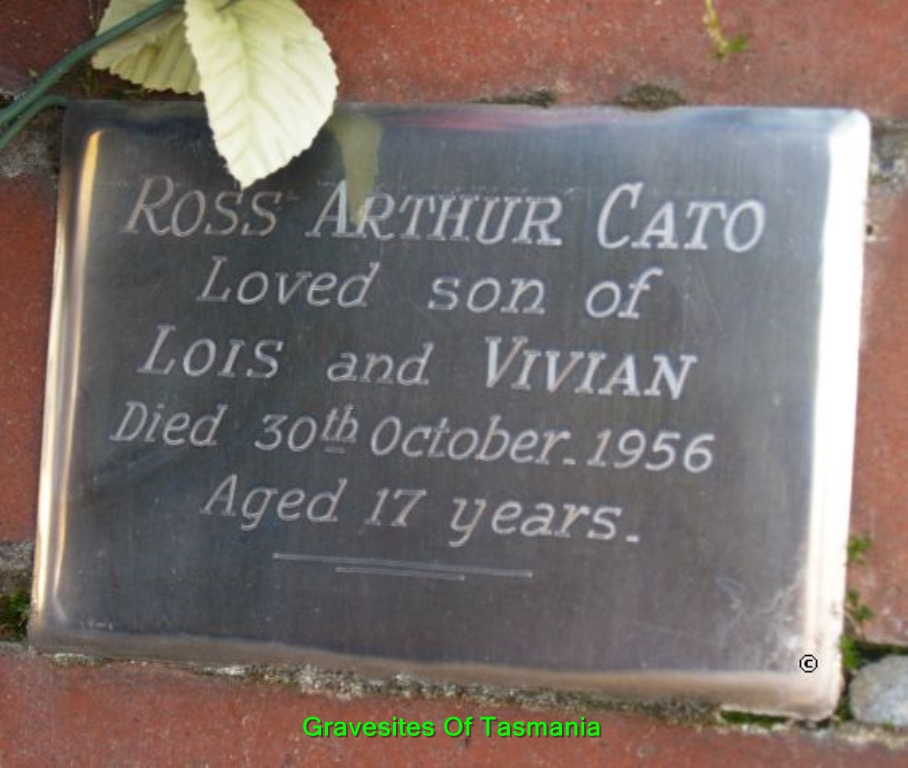 ROSS ARTHUR CATO
Loved son of
LOIS and VIVIAN
Died 30th October. 1956
Aged 17 years.
©
Gravesites Of Tasmania